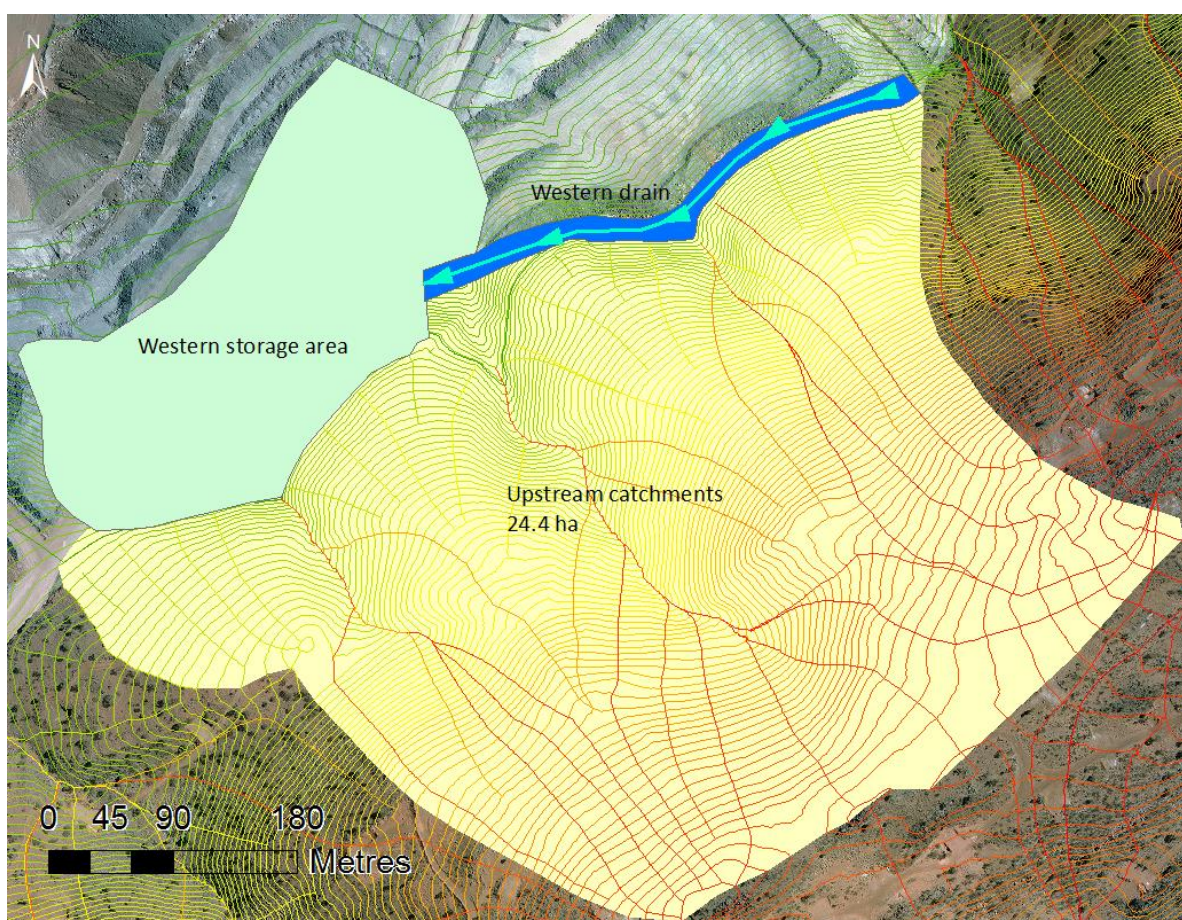 N
Western drain
Western storage area
Upstream catchments
24.4 ha
0 45 90 180
Metres